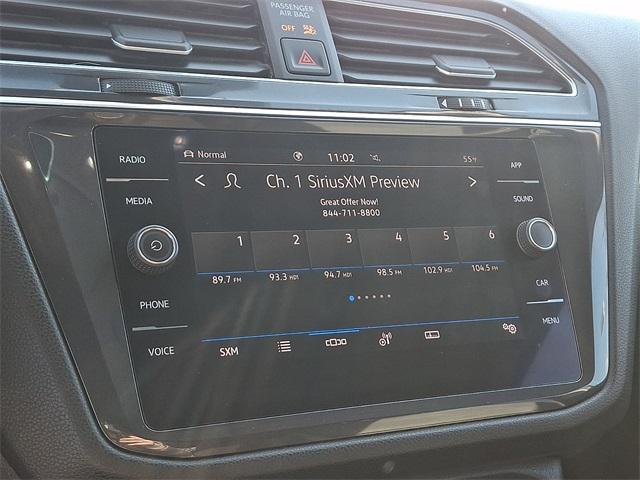 PASSENGER
AIR BAG
OFF
RADIO
MEDIA
PHONE
VOICE
Normal
11:02
55°F
Ch. 1 SiriusXM Preview
Great Offer Now!
844-711-8800
1 2 3 4 5 6
89.7 FM 93.3 HD1 94.7 HD1 98.5 FM 102.9 HD1 104.5 FM
SXM
APP
SOUND
CAR
MENU